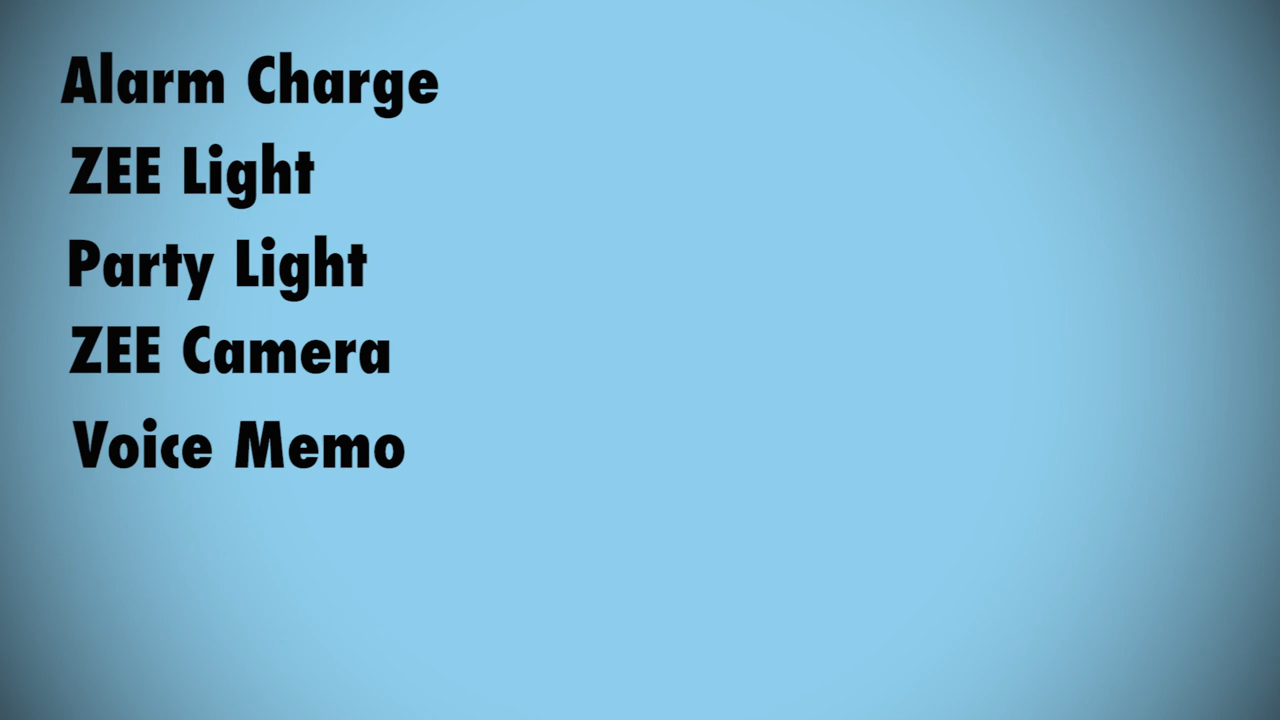 Alarm Charge
ZEE Light
Party Light
ZEE Camera
Voice Memo